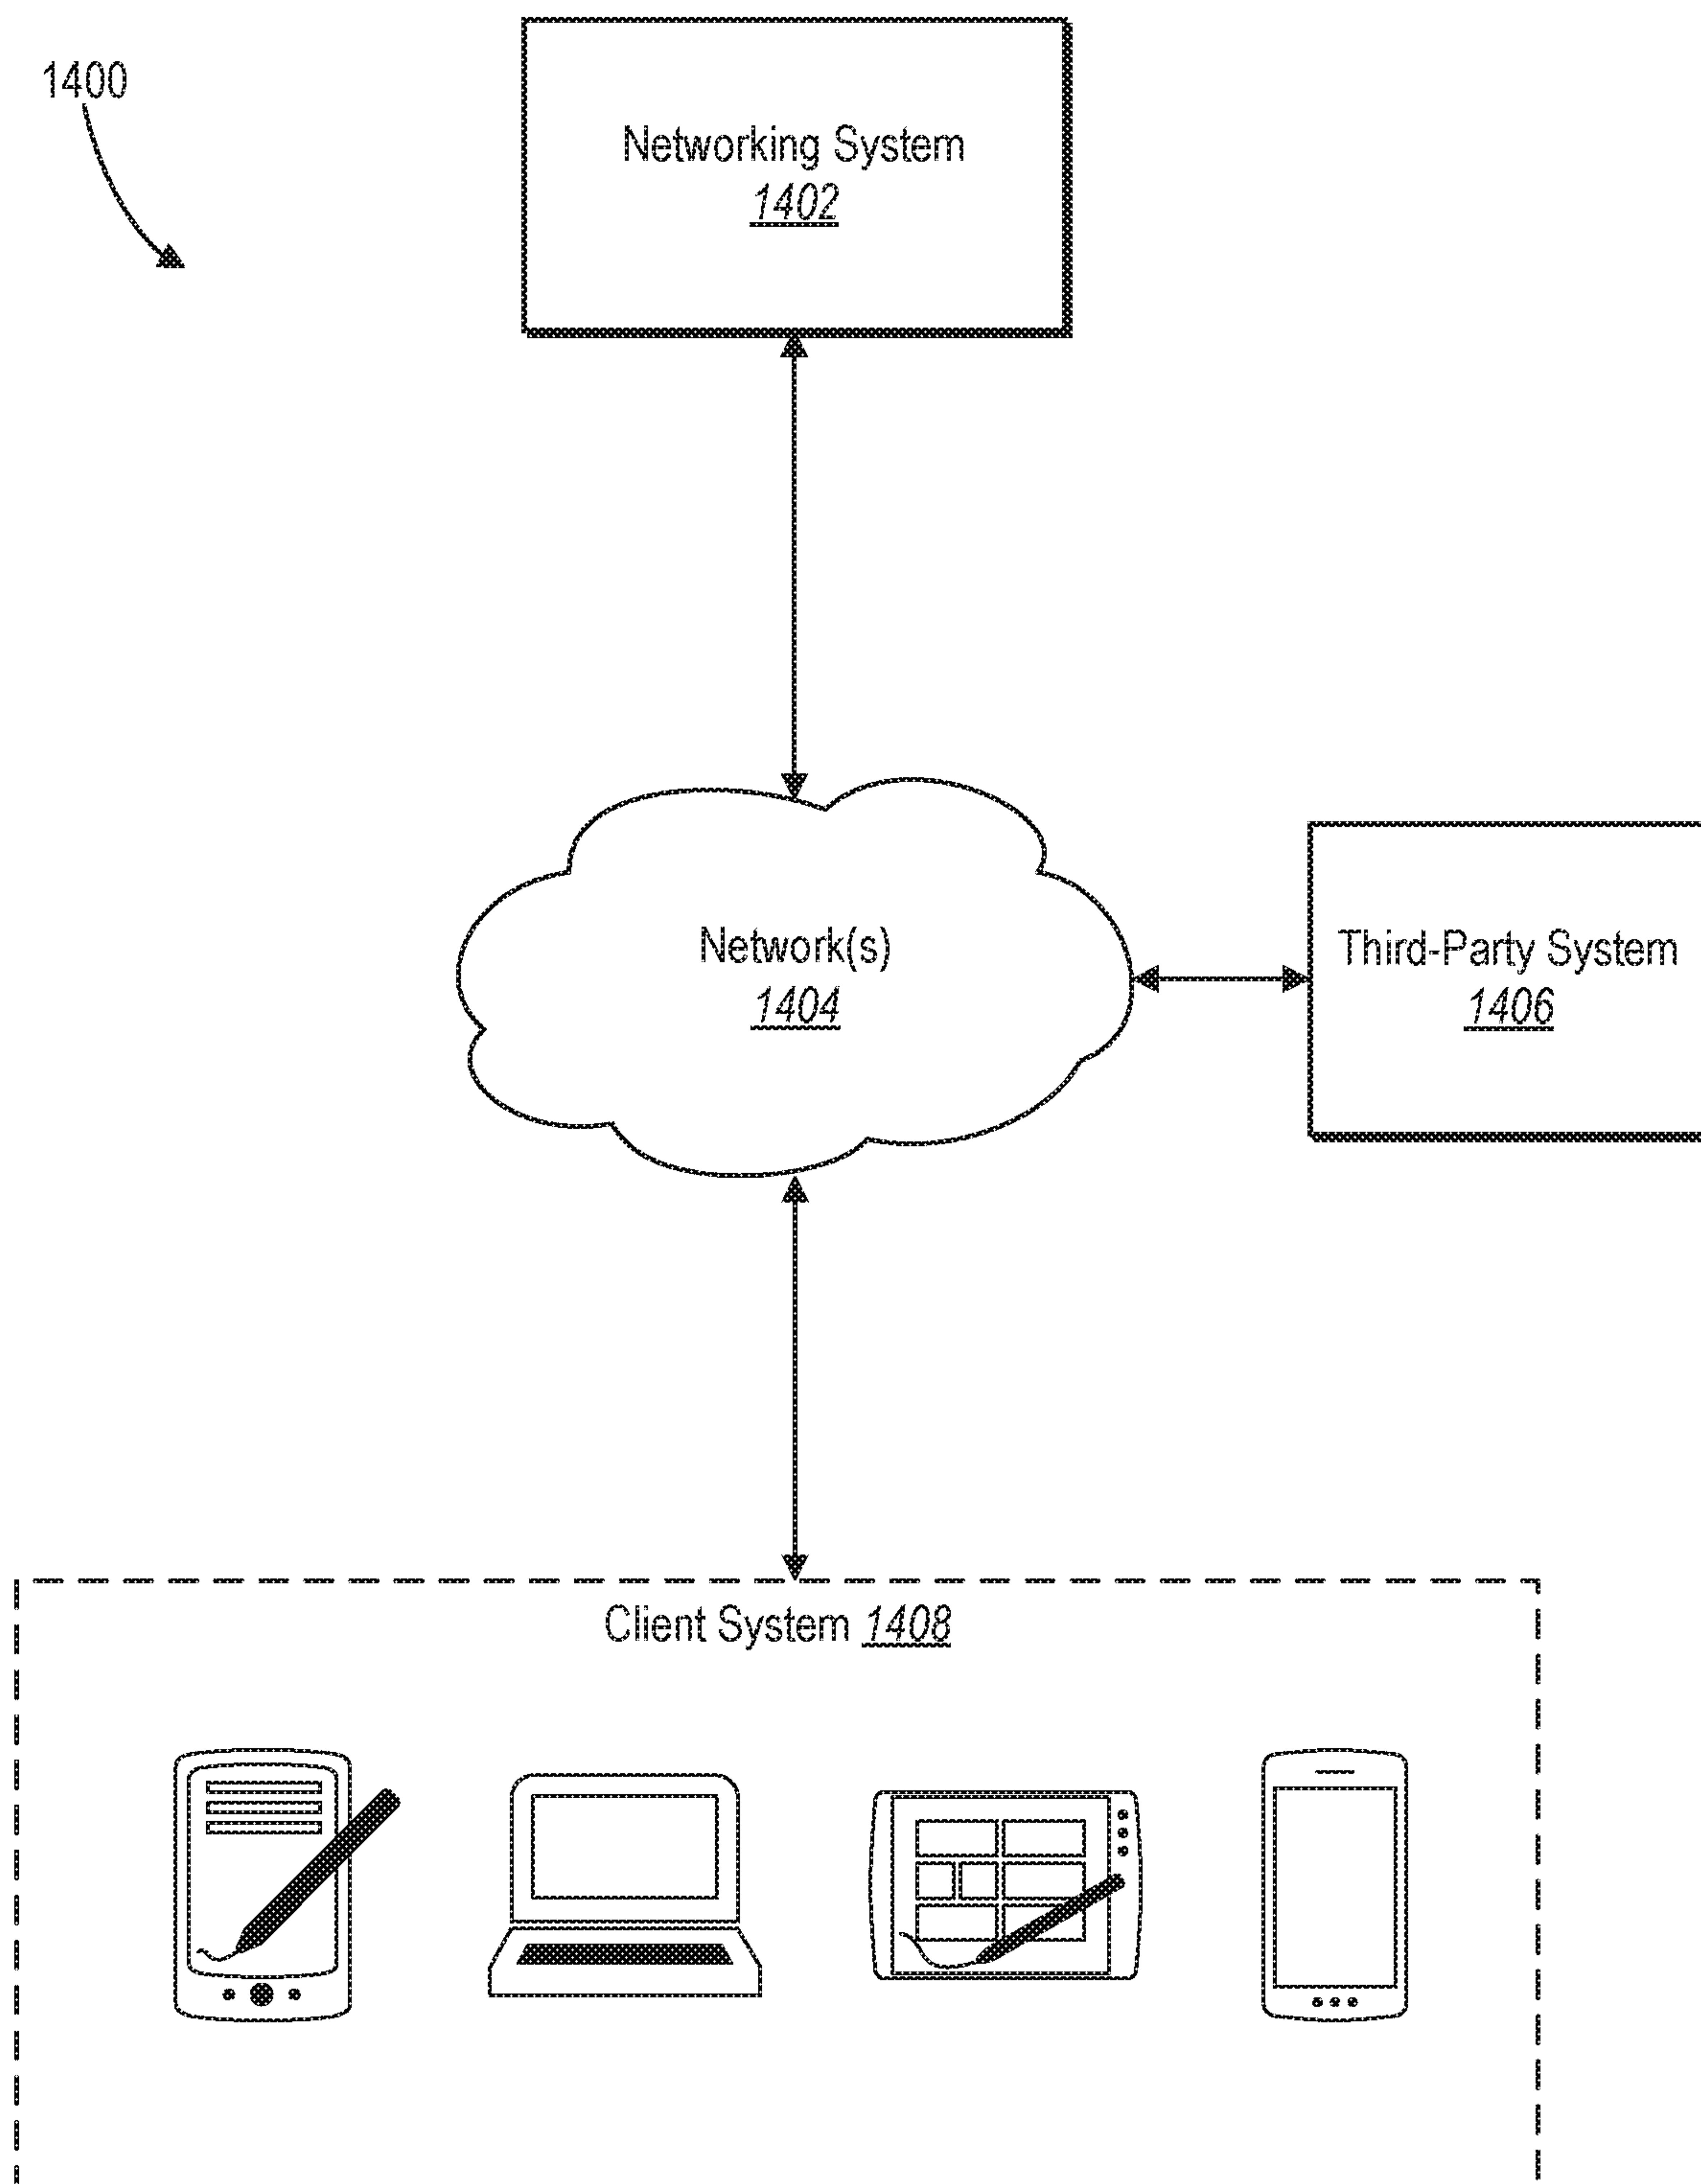 1400
Networking System
1402
Network(s)
1404
Third-Party System
1406
Client System 1408